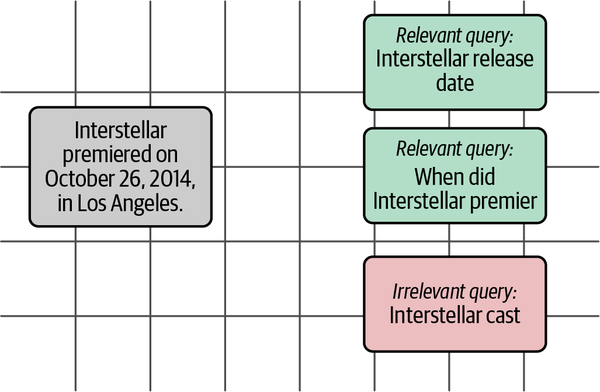 Interstellar
premiered on
October 26, 2014,
in Los Angeles.
Relevant query:
Interstellar release
date
Relevant query:
When did
Interstellar premier
Irrelevant query:
Interstellar cast